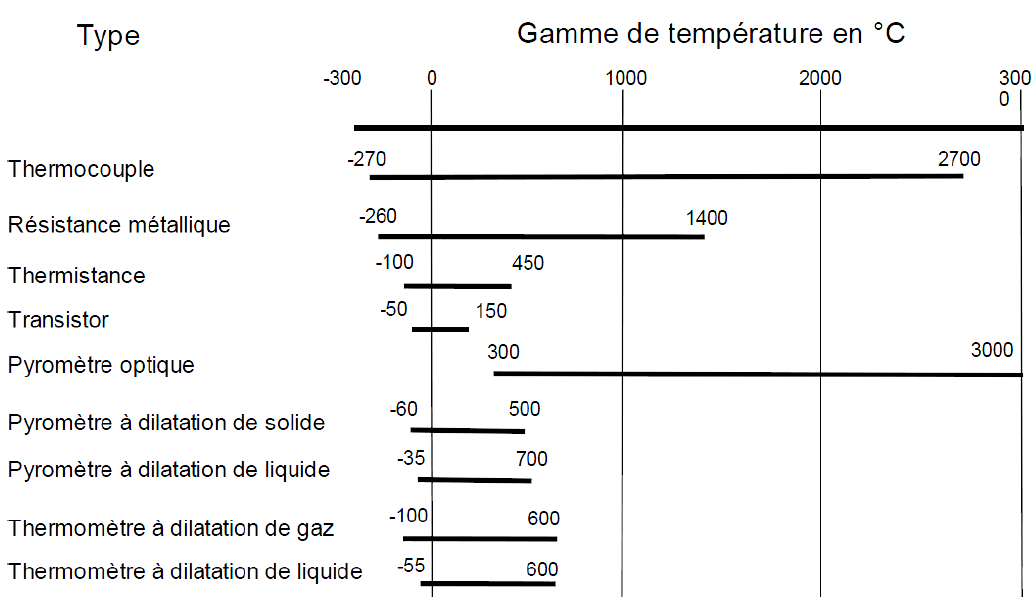 Type
Gamme de température en °C
-300 0 1000 2000 300
0
Thermocouple -270 2700
Résistance métallique -260 1400
Thermistance -100 450
Transistor -50 150
Pyromètre optique 300 3000
Pyromètre à dilatation de solide -60 500
Pyromètre à dilatation de liquide -35 700
Thermomètre à dilatation de gaz -100 600
Thermomètre à dilatation de liquide -55 600